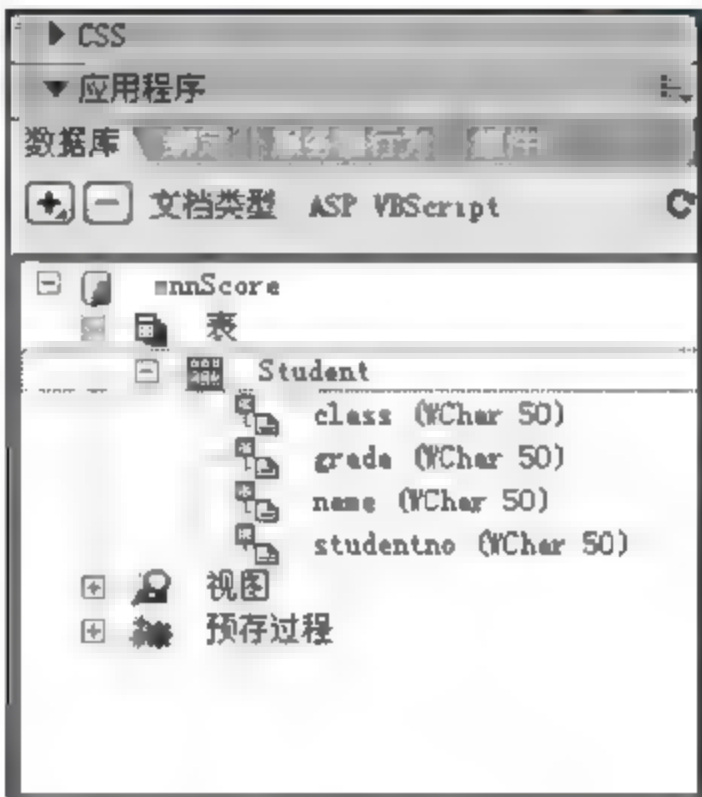 CSS
应用程序
数据库
文档类型 ASP VBScript
表
Student
class (WChar 50)
grade (WChar 50)
name (WChar 50)
studentno (WChar 50)
视图
预存过程